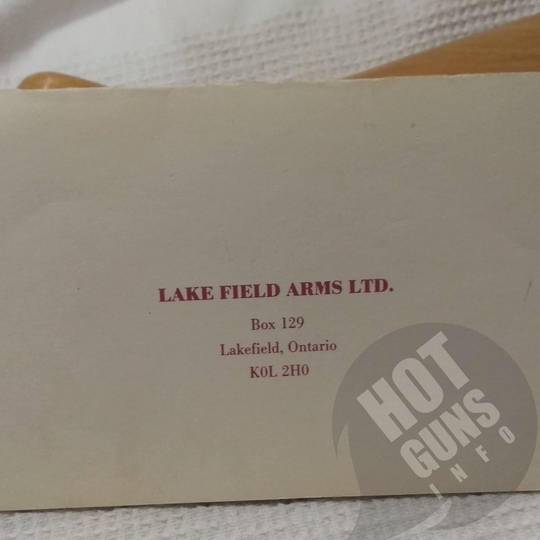 LAKE FIELD ARMS LTD.
Box 129
Lakefield, Ontario
K0L 2H0
HOT
GUNS
INFO